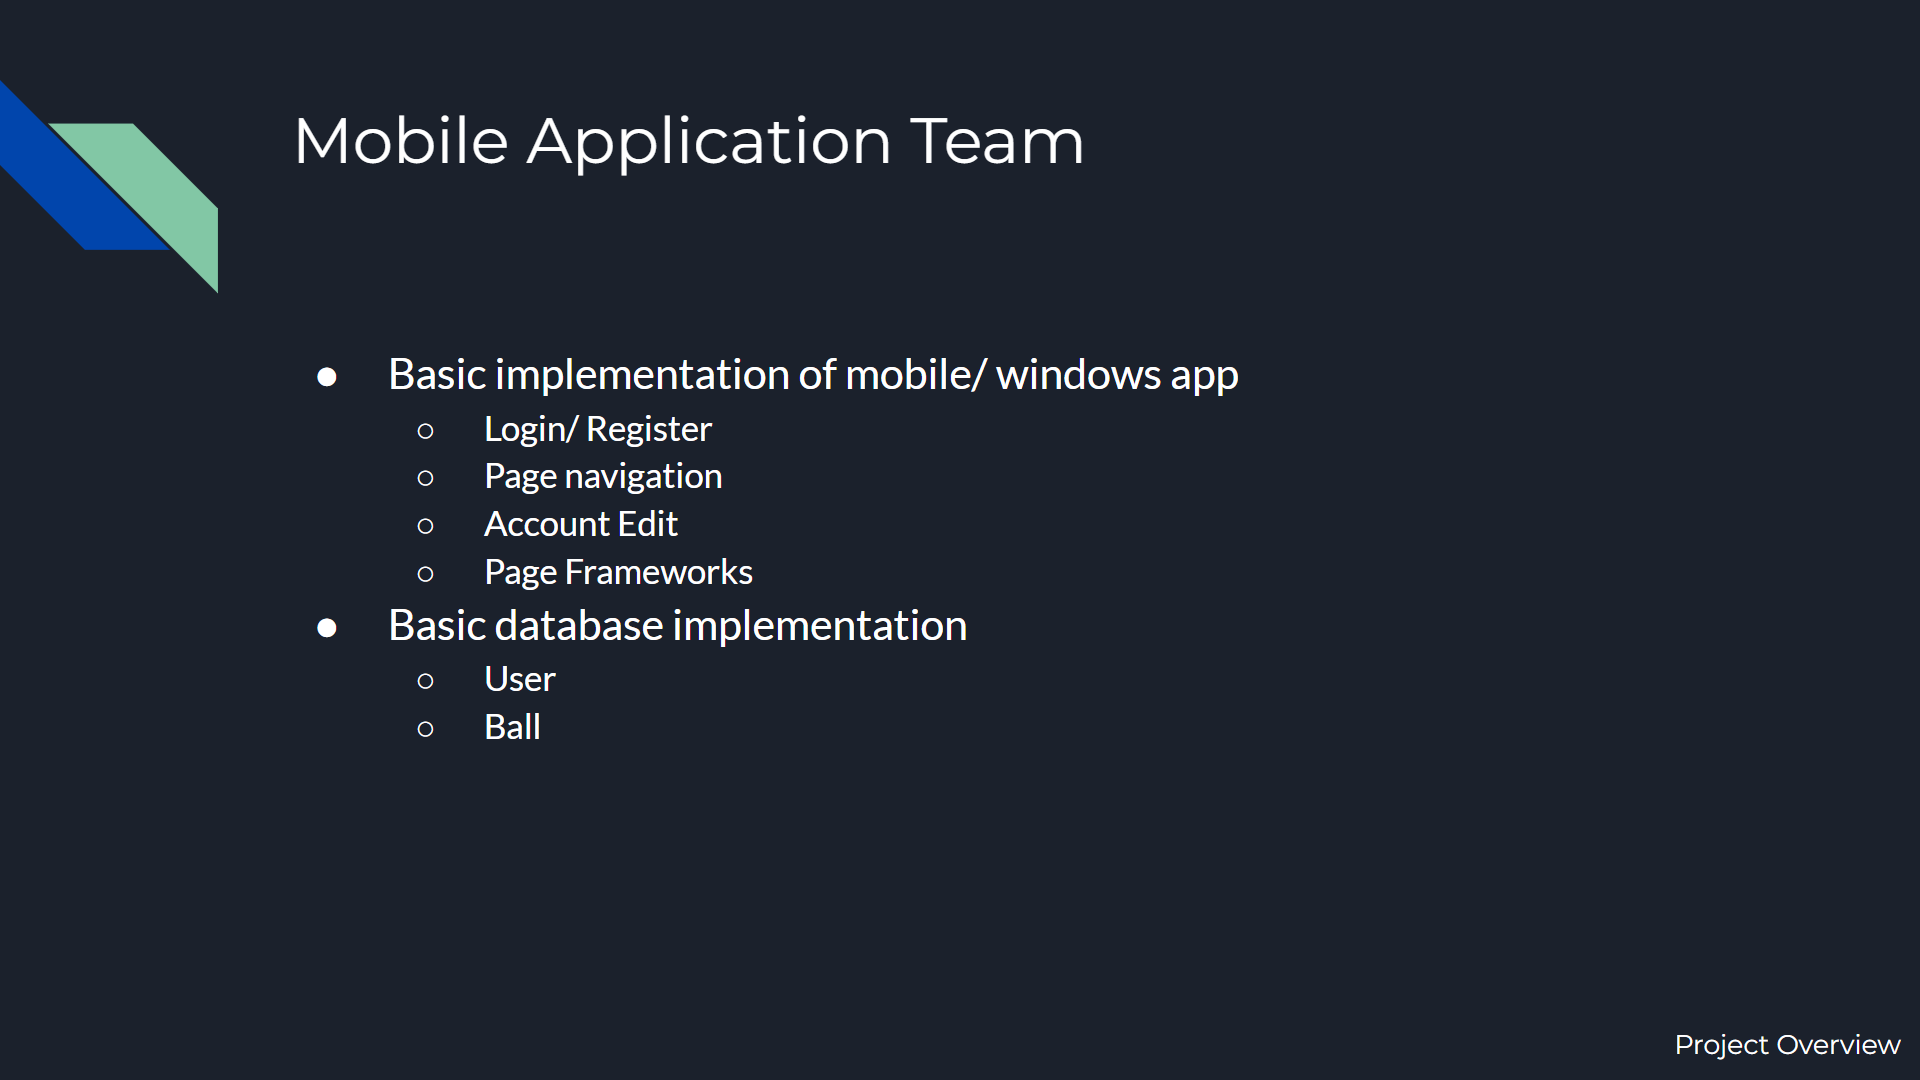 Mobile Application Team
● Basic implementation of mobile/ windows app
○ Login/ Register
○ Page navigation
○ Account Edit
○ Page Frameworks
● Basic database implementation
○ User
○ Ball
Project Overview